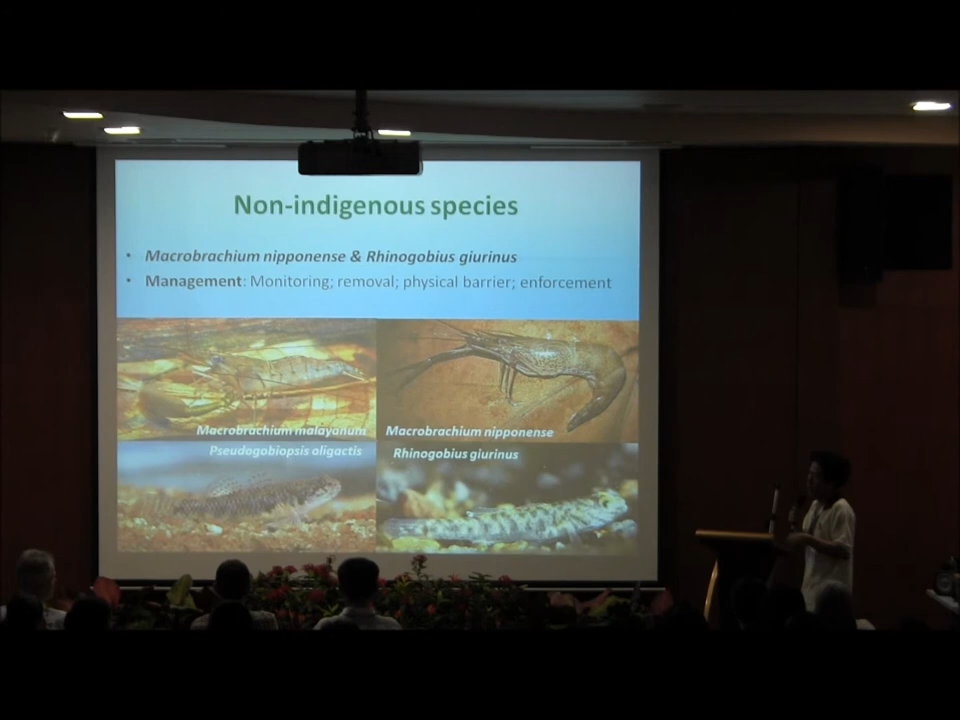 Non-indigenous species
• Macrobrachium nipponense & Rhinogobius giurinus
• Management: Monitoring; removal; physical barrier; enforcement
Macrobrachium malayanum
Macrobrachium nipponense
Pseudogobiopsis oligactis
Rhinogobius giurinus